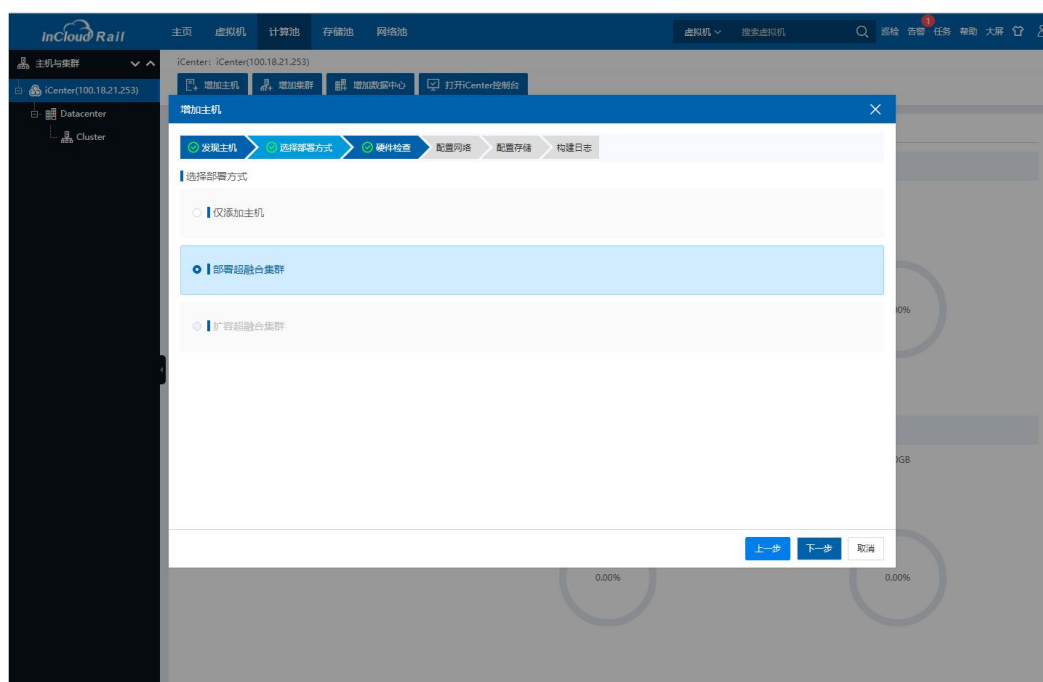 InCloud Rail
主页 虚拟机 计算池 存储池 网络池
虚拟机 搜索虚拟机
巡检 告警 1 任务 帮助 大屏
主机与集群
iCenter(100.18.21.253)
Datacenter
Cluster
iCenter: iCenter(100.18.21.253)
增加主机 增加集群 增加数据中心 打开iCenter控制台
增加主机
发现主机 选择部署方式 硬件检查 配置网络 配置存储 构建日志
选择部署方式
仅添加主机
部署超融合集群
扩容超融合集群
上一步 下一步 取消
00%
GB
0.00% 0.00%